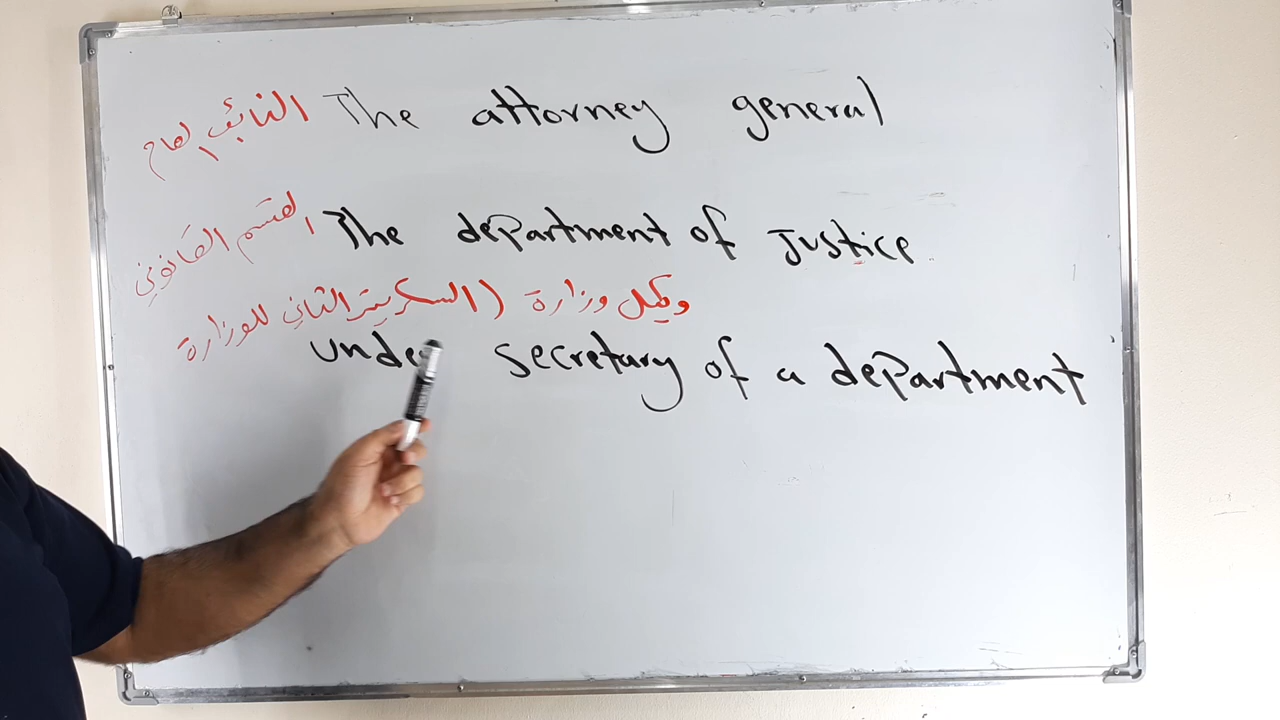 The attorney general النائب العام
The department of Justice القسم القانوني
وكيل وزارة (السكرتير الثاني للوزارة
under secretary of a department